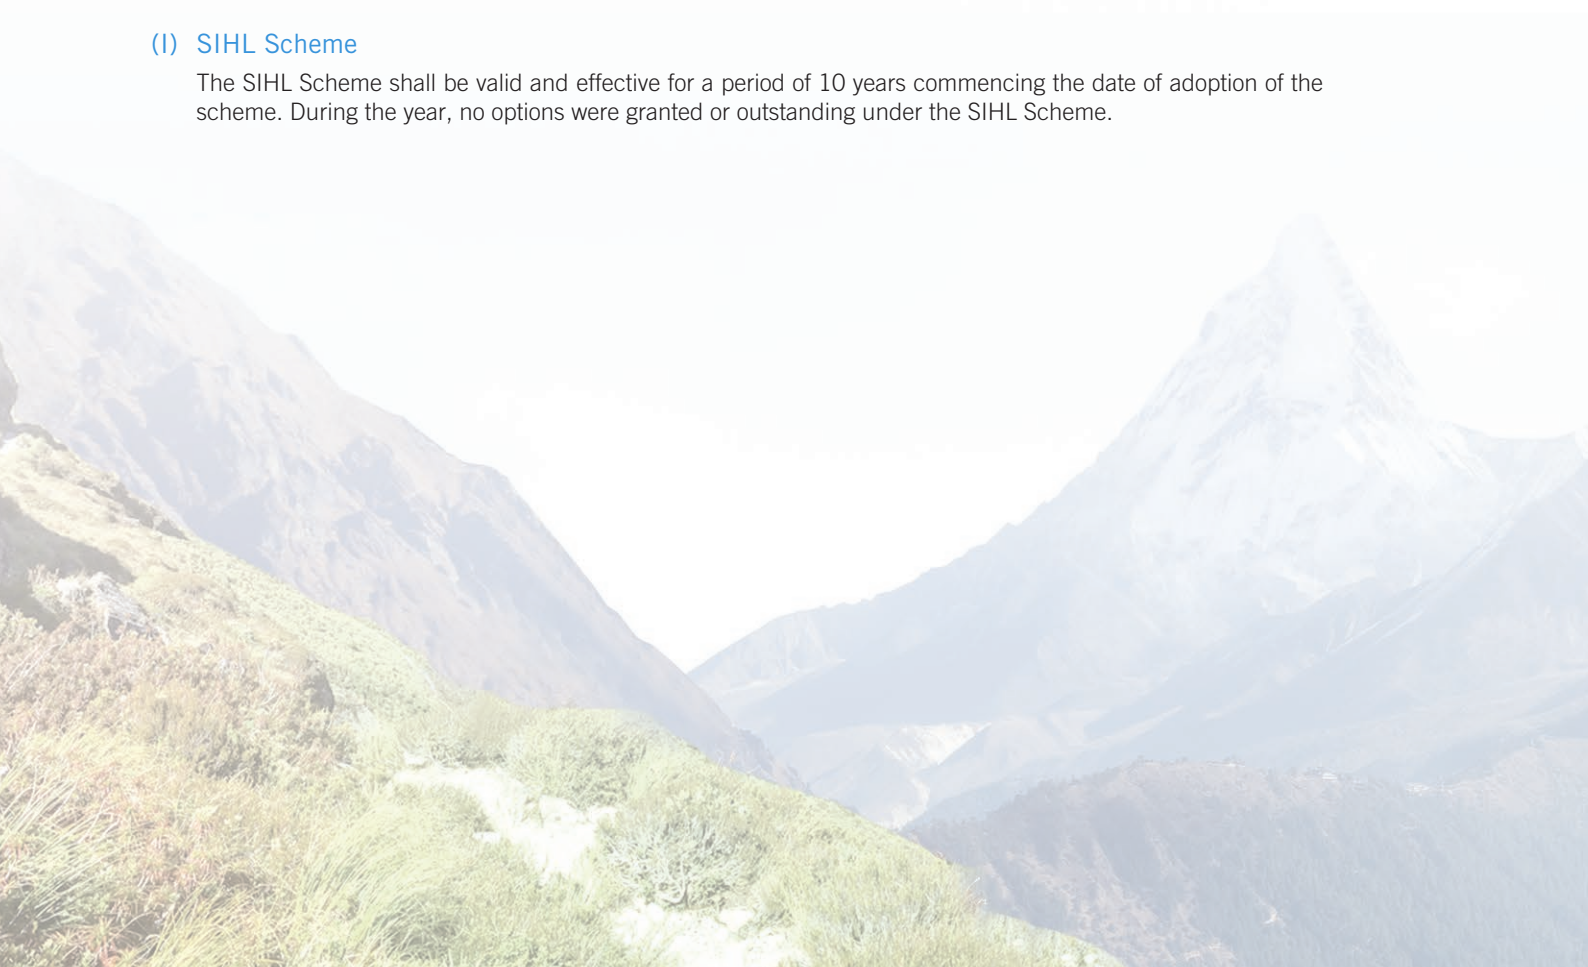 (I) SIHL Scheme
The SIHL Scheme shall be valid and effective for a period of 10 years commencing the date of adoption of the
scheme. During the year, no options were granted or outstanding under the SIHL Scheme.